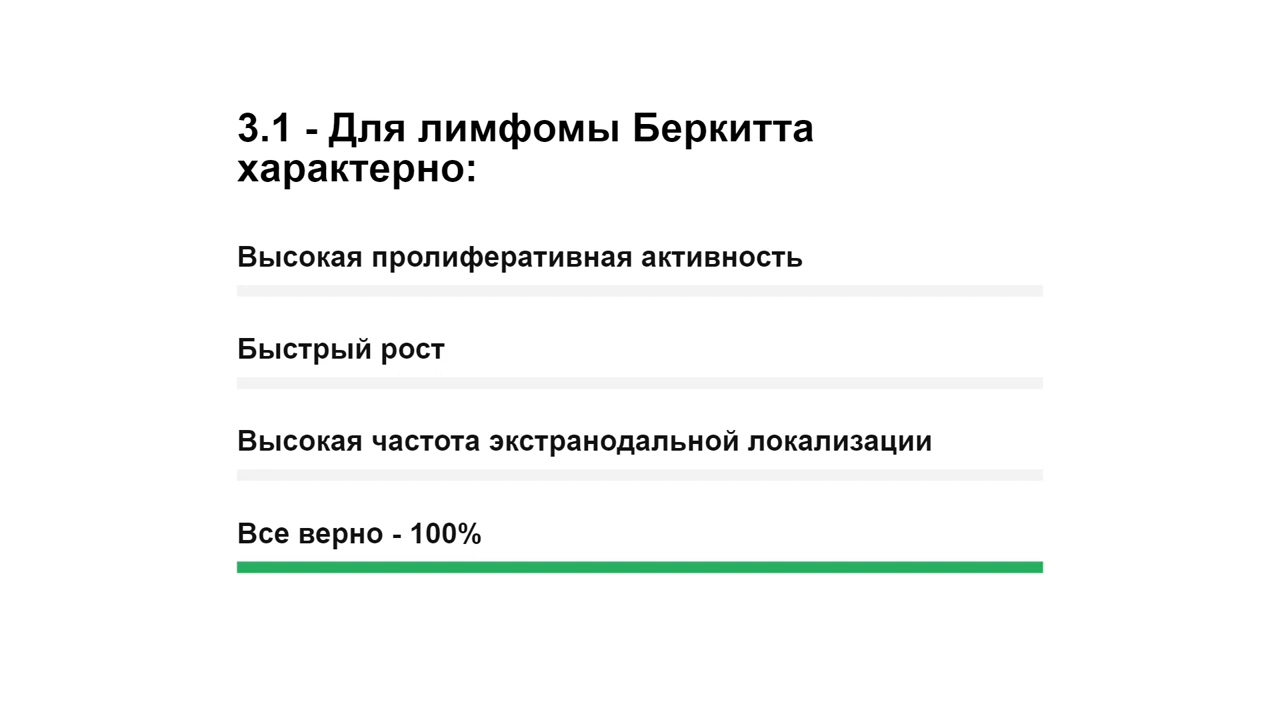 3.1 - Для лимфомы Беркитта
характерно:
Высокая пролиферативная активность
Быстрый рост
Высокая частота экстранодальной локализации
Все верно - 100%